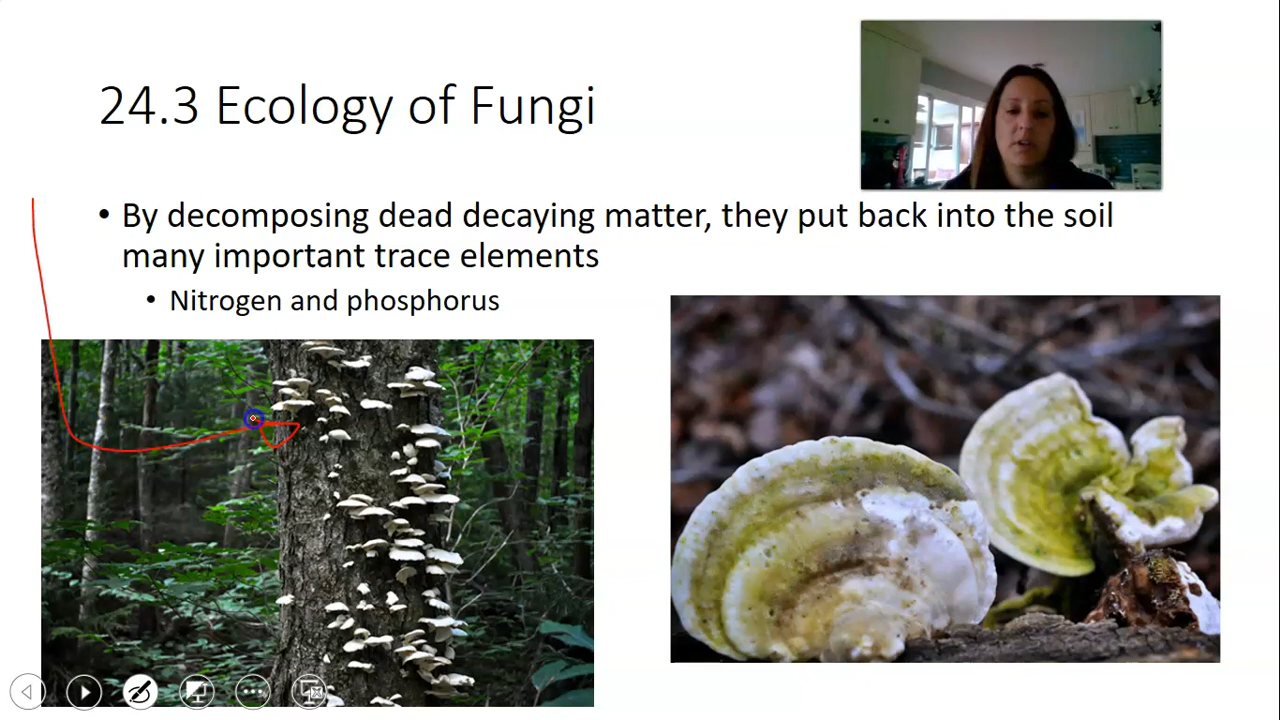 24.3 Ecology of Fungi
• By decomposing dead decaying matter, they put back into the soil
many important trace elements
• Nitrogen and phosphorus